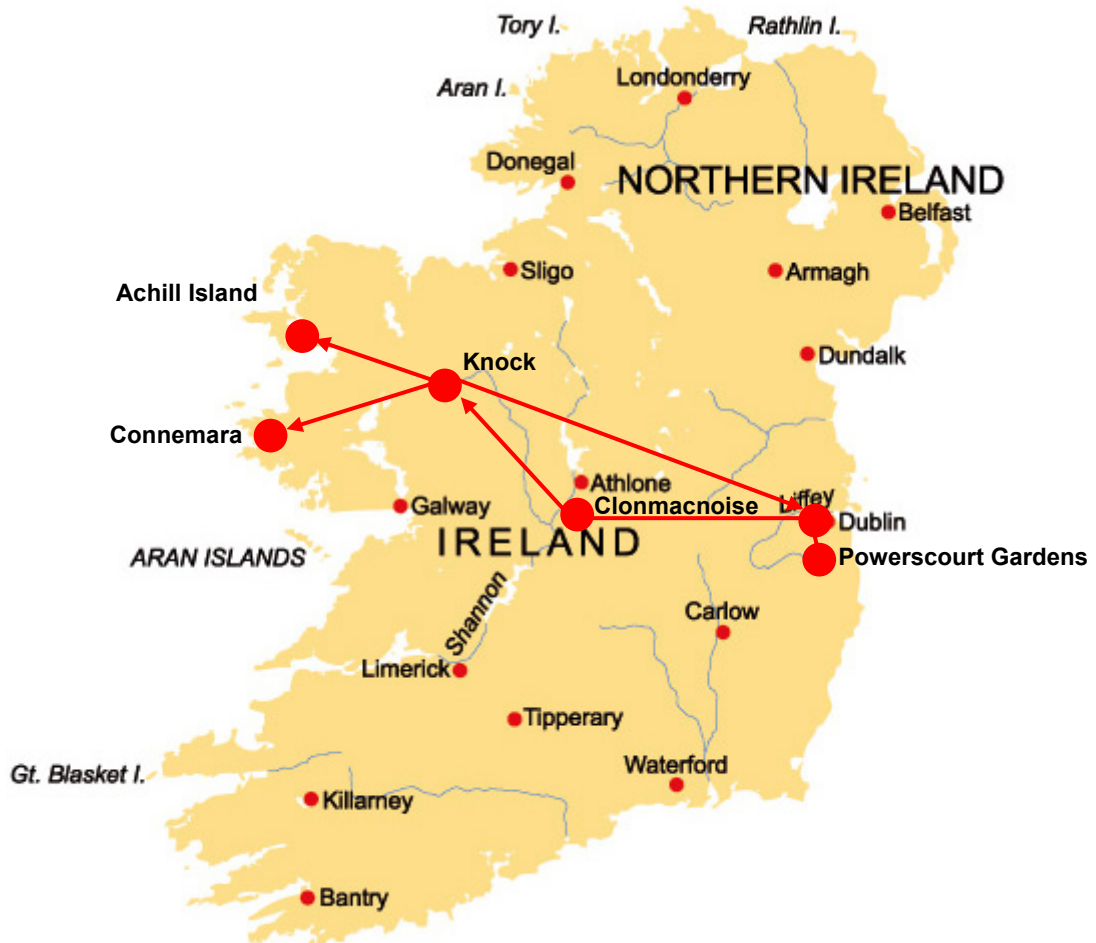 Tory I.
Rathlin I.
Londonderry
Aran I.
Donegal
NORTHERN IRELAND
Belfast
Sligo
Armagh
Achill Island
Dundalk
Knock
Connemara
Athlone
Liffey
Galway
Clonmacnoise
Dublin
IRELAND
ARAN ISLANDS
Powerscourt Gardens
Shannon
Carlow
Limerick
Tipperary
Waterford
Gt. Blasket I.
Killarney
Bantry